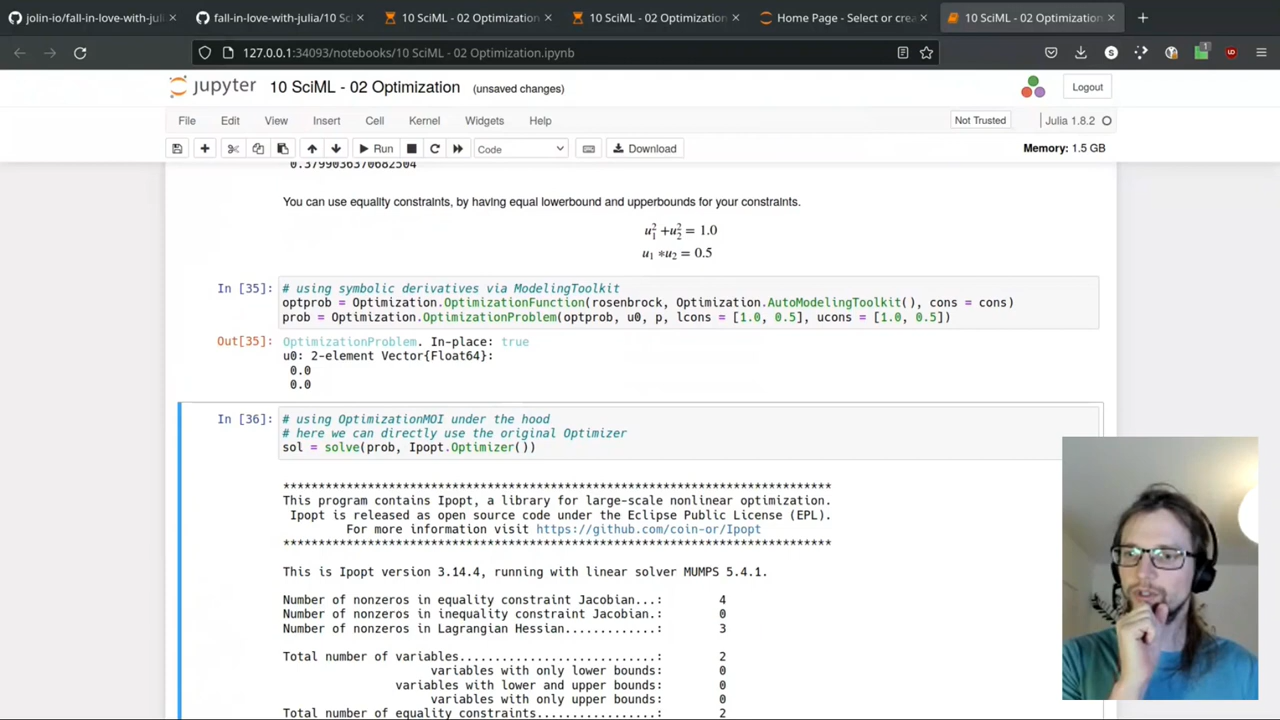 jolin-io/fall-in-love-with-juli
fall-in-love-with-julia/10 S
10 SciML - 02 Optimization
10 SciML - 02 Optimization
Home Page - Select or crea
10 SciML - 02 Optimization
127.0.0.1:34093/notebooks/10 SciML - 02 Optimization.ipynb
jupyter 10 SciML - 02 Optimization (unsaved changes)
Logout
File Edit View Insert Cell Kernel Widgets Help
Not Trusted
Julia 1.8.2
Run
Code
Download
Memory: 1.5 GB
0.3799036370682504
You can use equality constraints, by having equal lowerbound and upperbounds for your constraints.
u₁² + u₂² = 1.0
u₁ * u₂ = 0.5
In [35]: # using symbolic derivatives via ModelingToolkit
optprob = Optimization.OptimizationFunction(rosenbrock, Optimization.AutoModelingToolkit(), cons = cons)
prob = Optimization.OptimizationProblem(optprob, u0, p, lcons = [1.0, 0.5], ucons = [1.0, 0.5])
Out[35]: OptimizationProblem. In-place: true
u0: 2-element Vector{Float64}:
0.0
0.0
In [36]: # using OptimizationMOI under the hood
# here we can directly use the original Optimizer
sol = solve(prob, Ipopt.Optimizer())
******************************************************************************
This program contains Ipopt, a library for large-scale nonlinear optimization.
Ipopt is released as open source code under the Eclipse Public License (EPL).
For more information visit https://github.com/coin-or/Ipopt
******************************************************************************
This is Ipopt version 3.14.4, running with linear solver MUMPS 5.4.1.
Number of nonzeros in equality constraint Jacobian...: 4
Number of nonzeros in inequality constraint Jacobian.: 0
Number of nonzeros in Lagrangian Hessian.............: 3
Total number of variables............................: 2
variables with only lower bounds: 0
variables with lower and upper bounds: 0
variables with only upper bounds: 0
Total number of equality constraints.................: 2